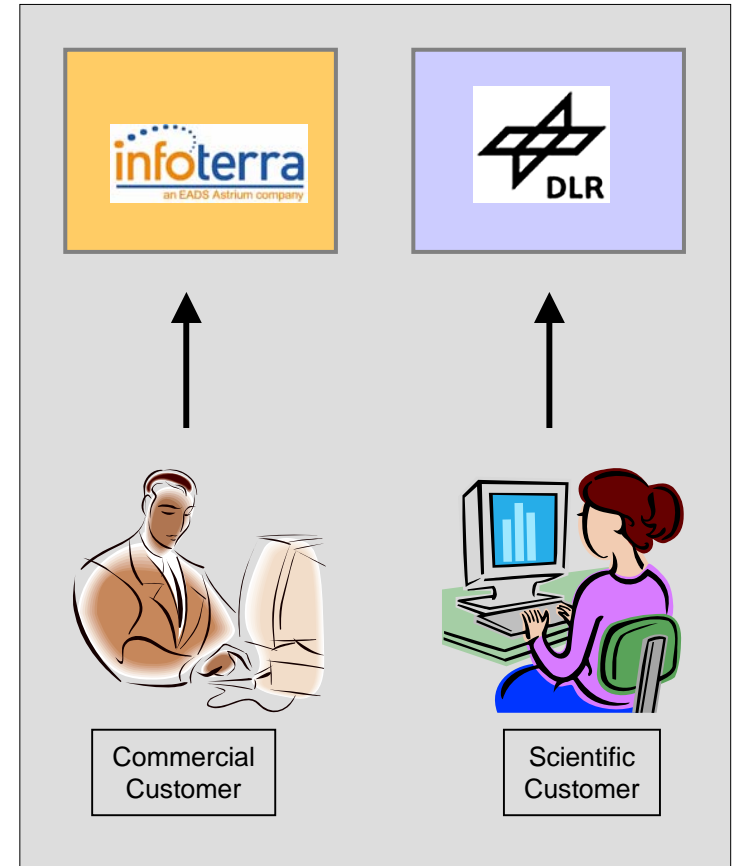 infoterra
an EADS Astrium company
DLR
Commercial
Customer
Scientific
Customer